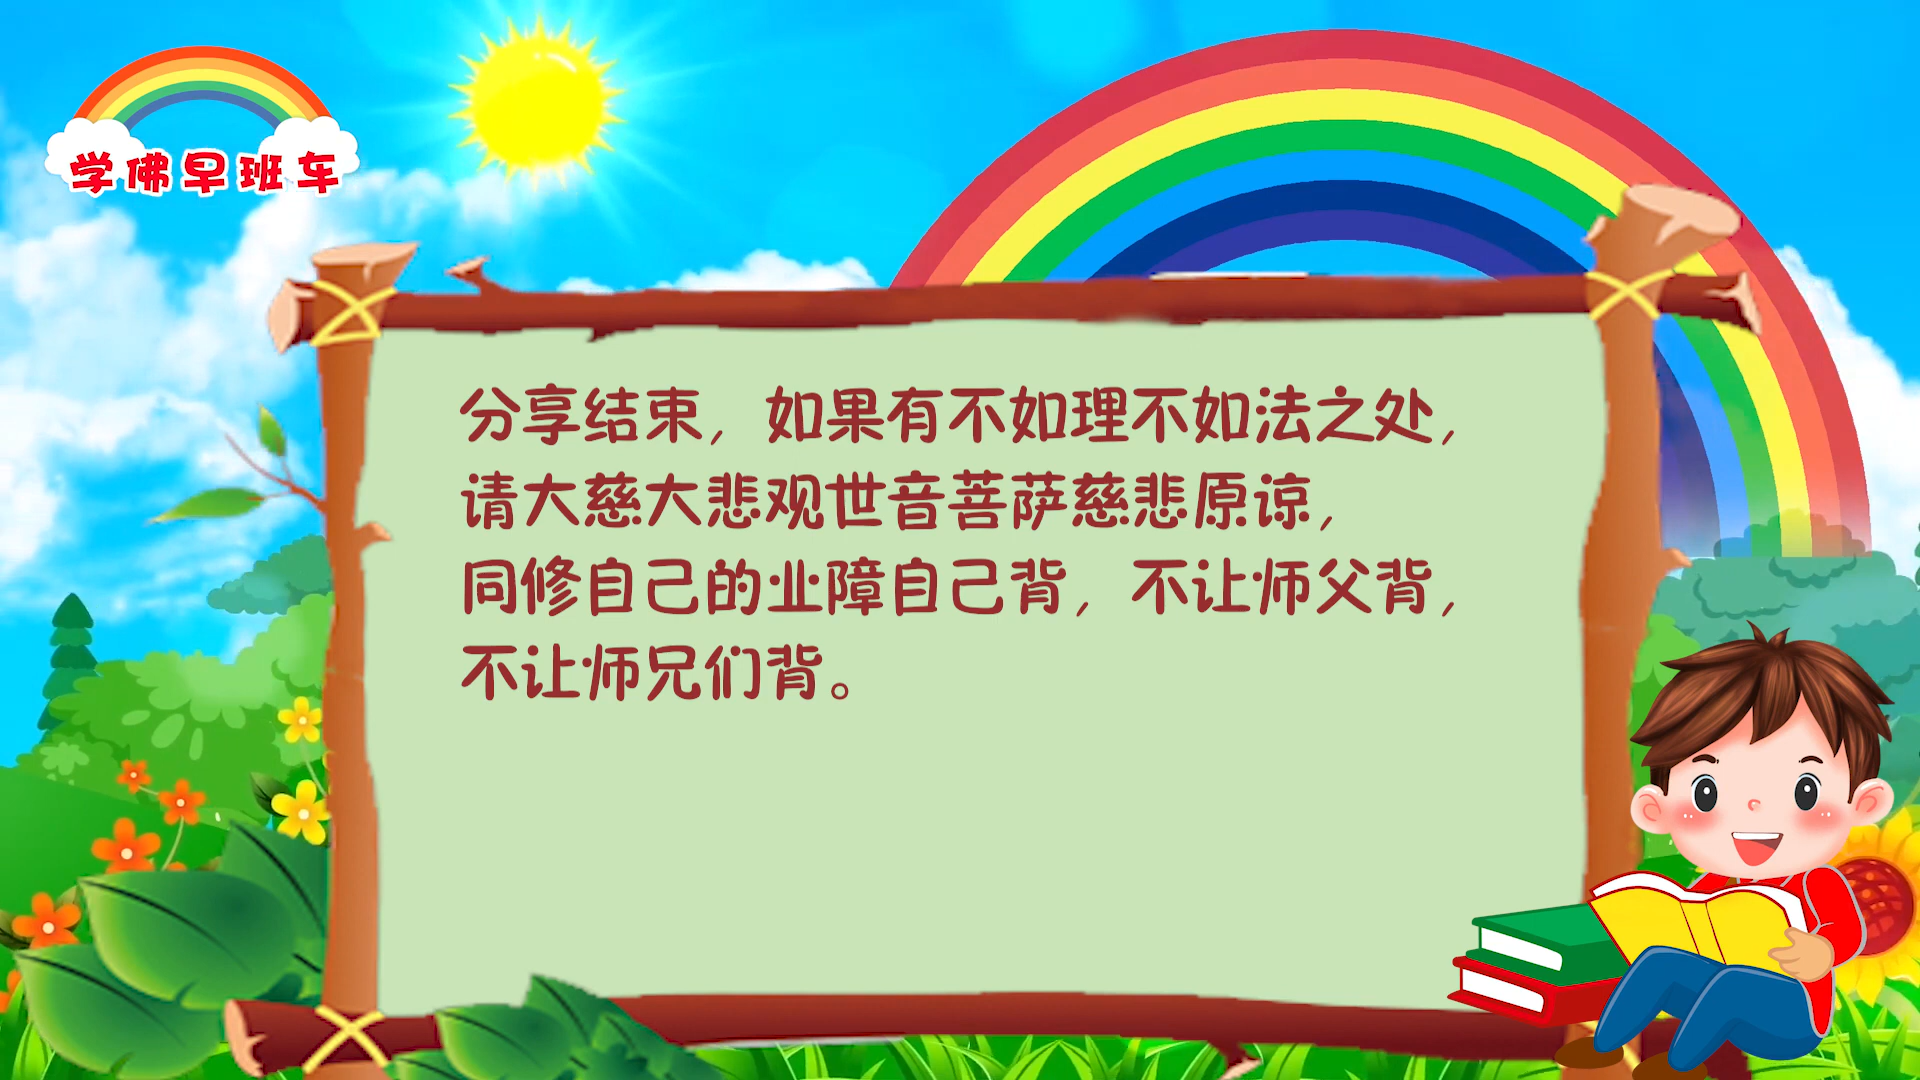 学佛早班车
分享结束，如果有不如理不如法之处，
请大慈大悲观世音菩萨慈悲原谅，
同修自己的业障自己背，不让师父背，
不让师兄们背。